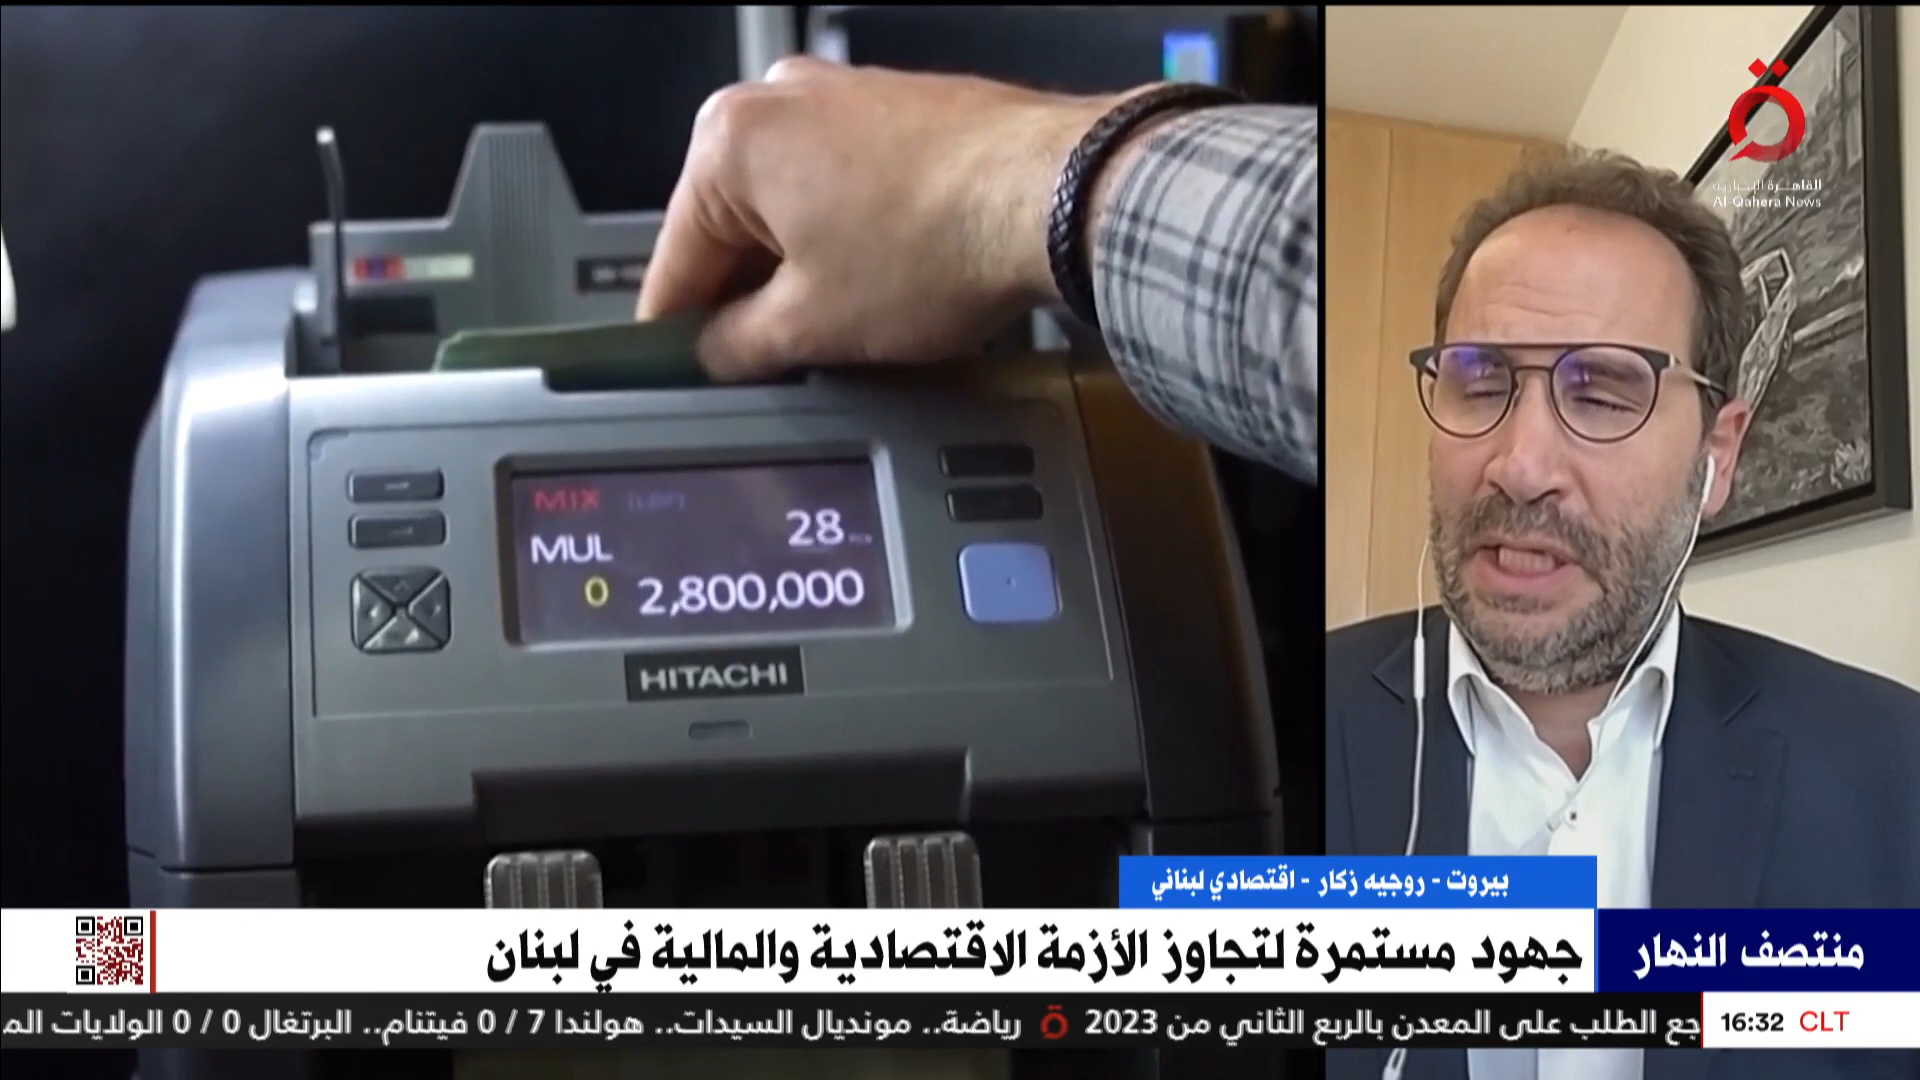 القاهرة الإخبارية
Al-Qahera News
MIX
28
MUL
0 2,800,000
HITACHI
بيروت - روجيه زكار - اقتصادي لبناني
منتصف النهار
جهود مستمرة لتجاوز الأزمة الاقتصادية والمالية في لبنان
16:32 CLT
جع الطلب على المعدن بالربع الثاني من 2023 رياضة.. مونديال السيدات.. هولندا 7 / 0 فيتنام.. البرتغال 0 / 0 الولايات الم